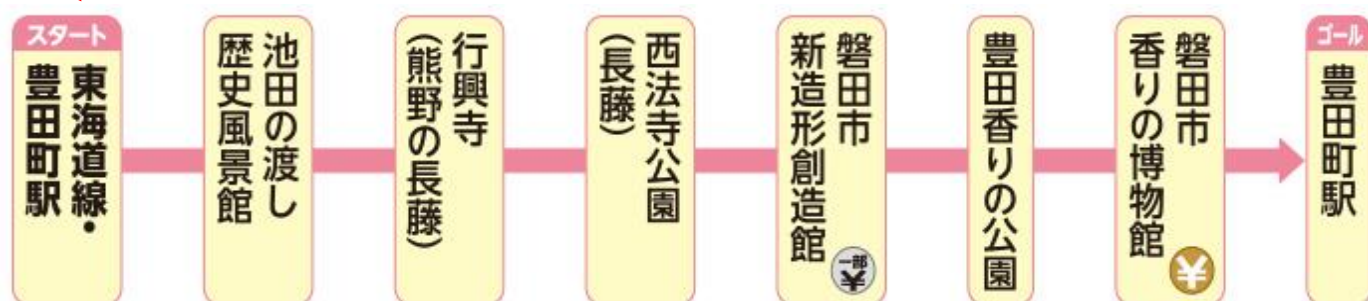 スタート
東海道線・
豊田町駅
池田の渡し
歴史風景館
行興寺
(熊野の長藤)
西法寺公園
(長藤)
磐田市
新造形創造館
一部
¥
豊田香りの公園
磐田市
香りの博物館
¥
ゴール
豊田町駅